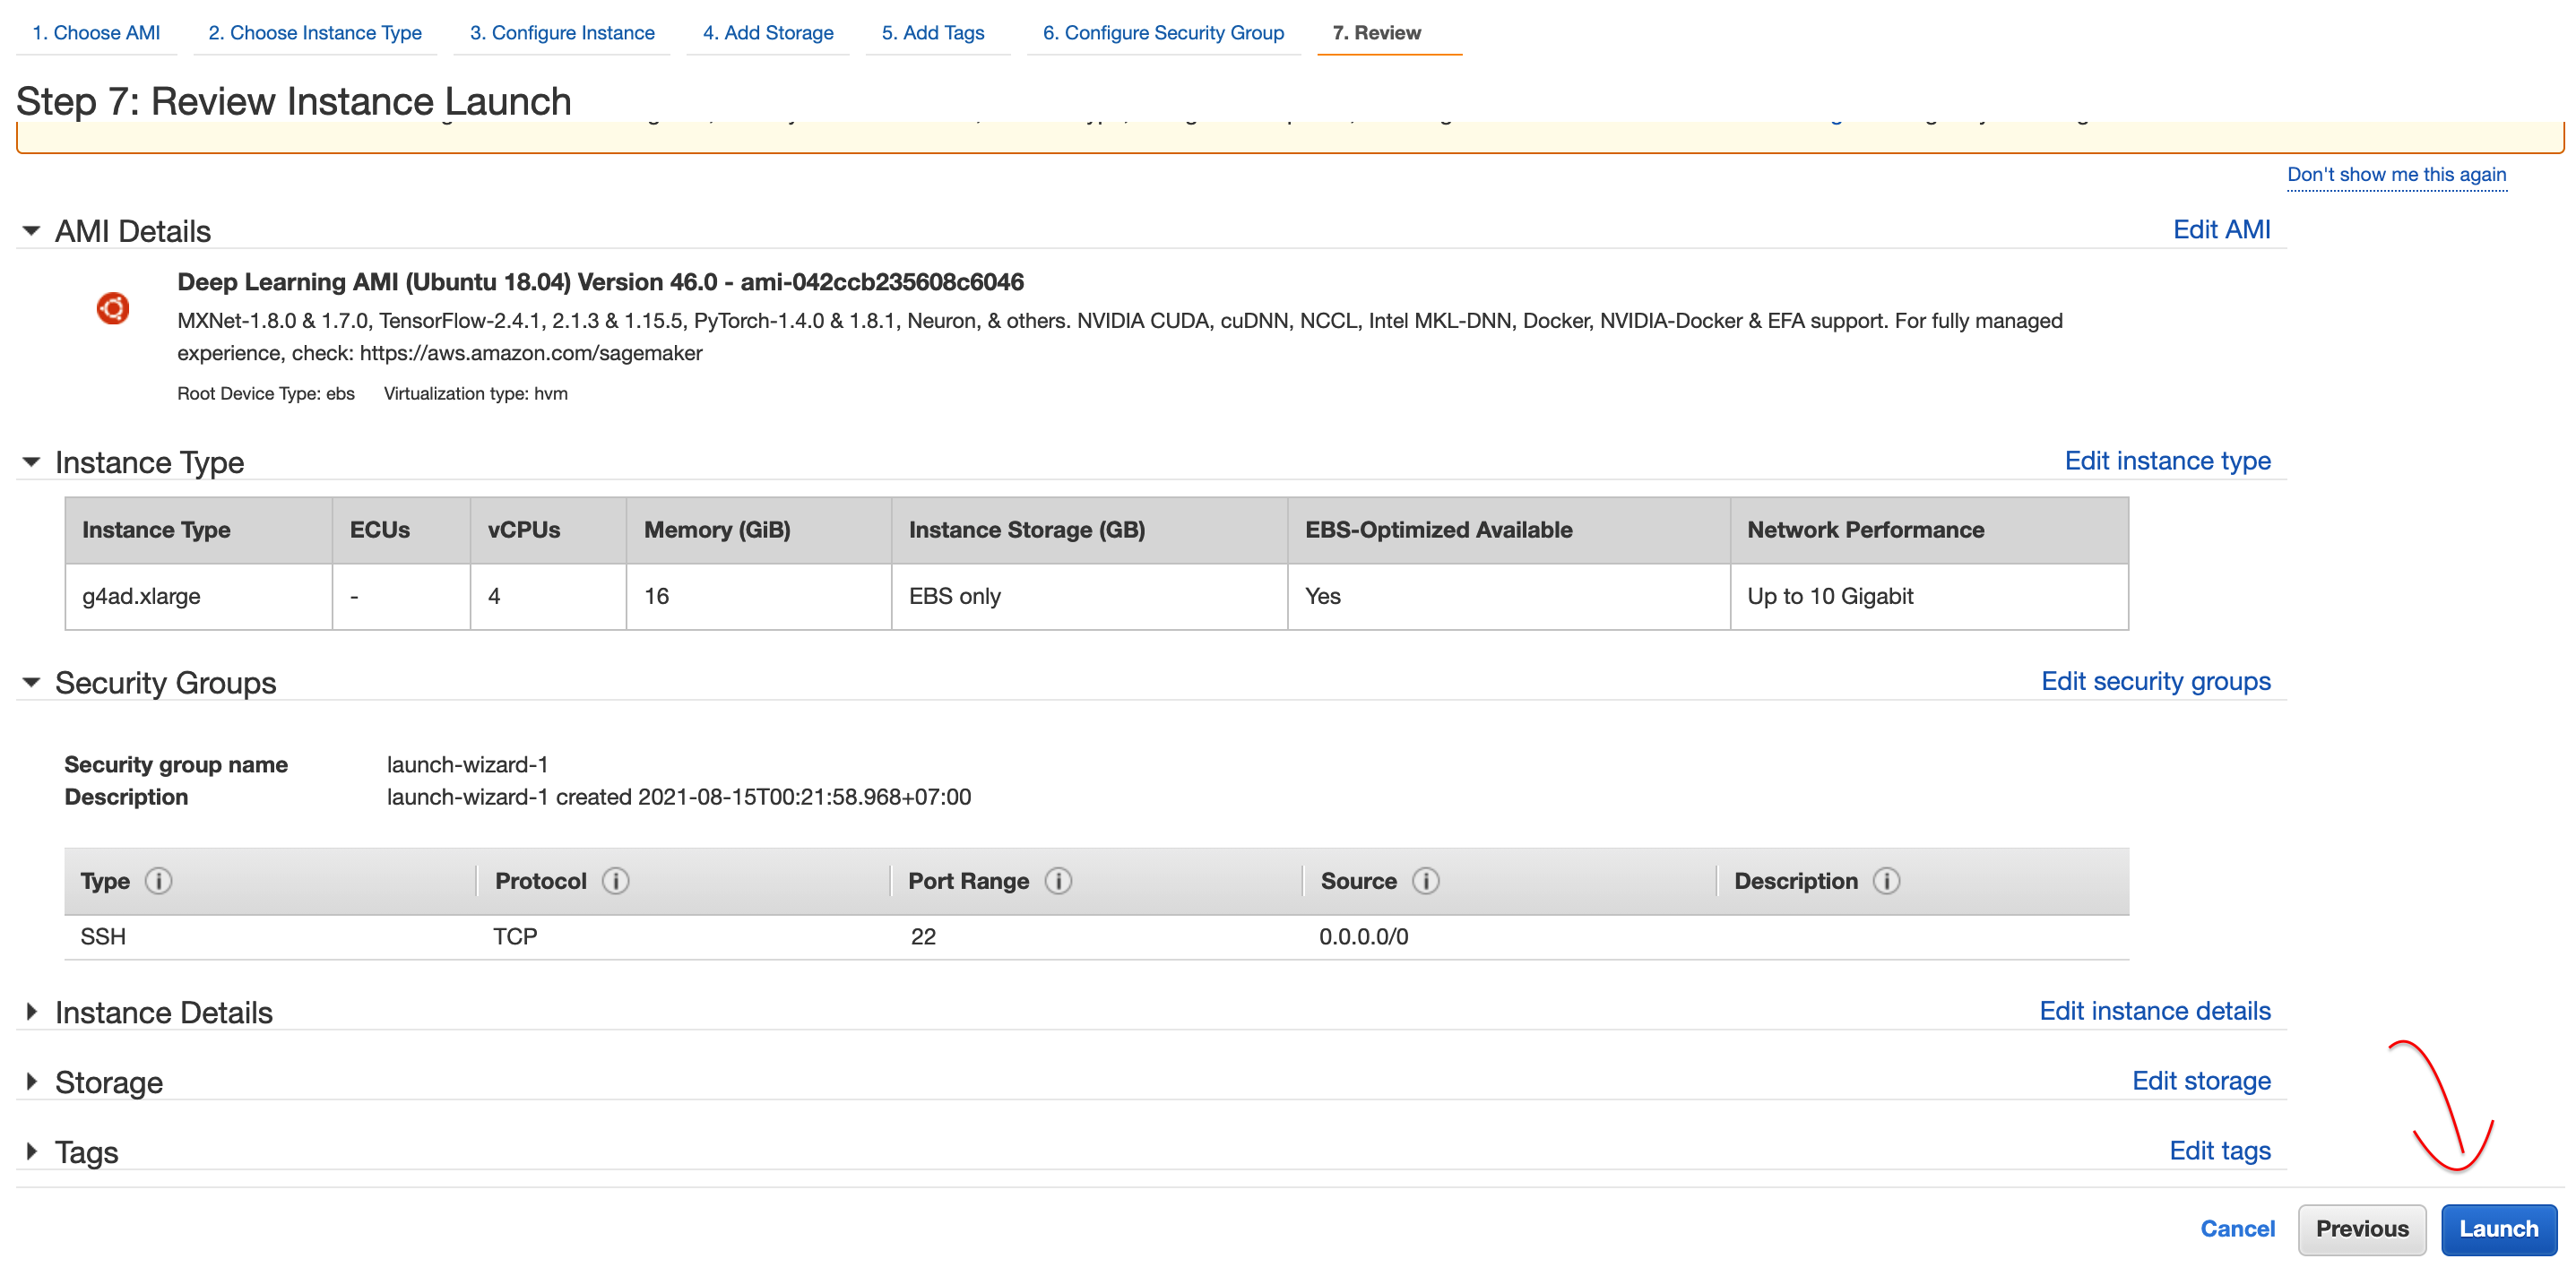 1. Choose AMI 2. Choose Instance Type 3. Configure Instance 4. Add Storage 5. Add Tags 6. Configure Security Group 7. Review
Step 7: Review Instance Launch
Don't show me this again
AMI Details Edit AMI
Deep Learning AMI (Ubuntu 18.04) Version 46.0 - ami-042ccb235608c6046
MXNet-1.8.0 & 1.7.0, TensorFlow-2.4.1, 2.1.3 & 1.15.5, PyTorch-1.4.0 & 1.8.1, Neuron, & others. NVIDIA CUDA, cuDNN, NCCL, Intel MKL-DNN, Docker, NVIDIA-Docker & EFA support. For fully managed
experience, check: https://aws.amazon.com/sagemaker
Root Device Type: ebs Virtualization type: hvm
Instance Type Edit instance type
Instance Type ECUs vCPUs Memory (GiB) Instance Storage (GB) EBS-Optimized Available Network Performance
g4ad.xlarge - 4 16 EBS only Yes Up to 10 Gigabit
Security Groups Edit security groups
Security group name launch-wizard-1
Description launch-wizard-1 created 2021-08-15T00:21:58.968+07:00
Type Protocol Port Range Source Description
SSH TCP 22 0.0.0.0/0
Instance Details Edit instance details
Storage Edit storage
Tags Edit tags
Cancel Previous Launch